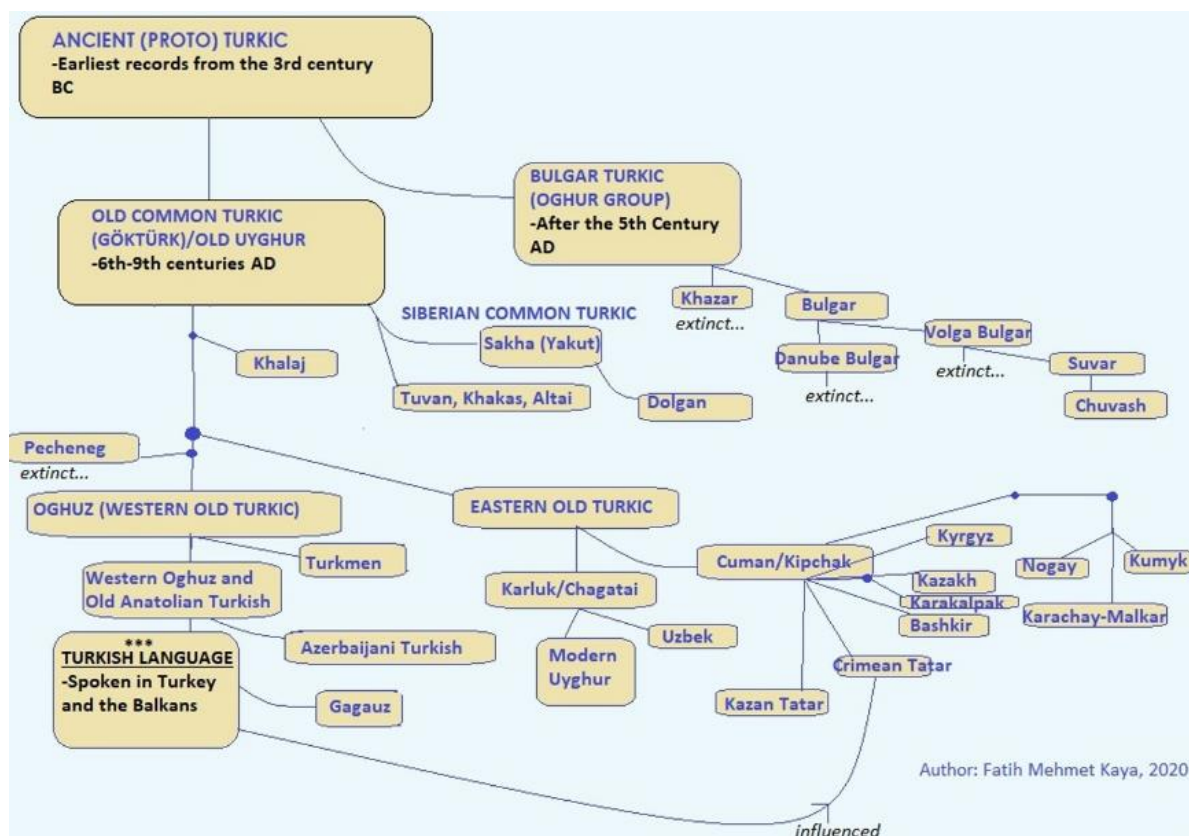 ANCIENT (PROTO) TURKIC
-Earliest records from the 3rd century
BC
BULGAR TURKIC
(OGHUR GROUP)
-After the 5th Century
AD
OLD COMMON TURKIC
(GÖKTÜRK)/OLD UYGHUR
-6th-9th centuries AD
Khazar
extinct...
Bulgar
SIBERIAN COMMON TURKIC
Sakha (Yakut)
Volga Bulgar
extinct...
Khalaj
Danube Bulgar
extinct...
Suvar
Tuvan, Khakas, Altai
Dolgan
Chuvash
Pecheneg
extinct...
OGHUZ (WESTERN OLD TURKIC)
EASTERN OLD TURKIC
Turkmen
Cuman/Kipchak
Kyrgyz
Nogay
Kumyk
Western Oghuz and
Old Anatolian Turkish
Karluk/Chagatai
Kazakh
Karakalpak
Bashkir
Karachay-Malkar
Azerbaijani Turkish
Uzbek
***
TURKISH LANGUAGE
-Spoken in Turkey
and the Balkans
Modern
Uyghur
Crimean Tatar
Gagauz
Kazan Tatar
Author: Fatih Mehmet Kaya, 2020
influenced